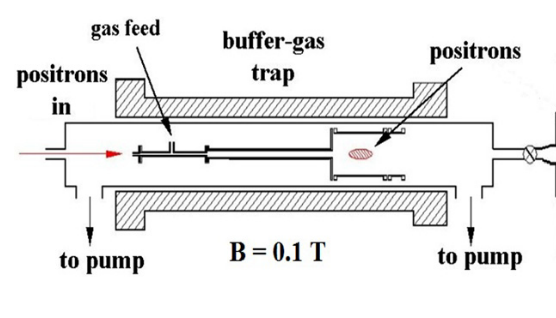 gas feed
buffer-gas
trap
positrons
positrons
in
to pump
B = 0.1 T
to pump